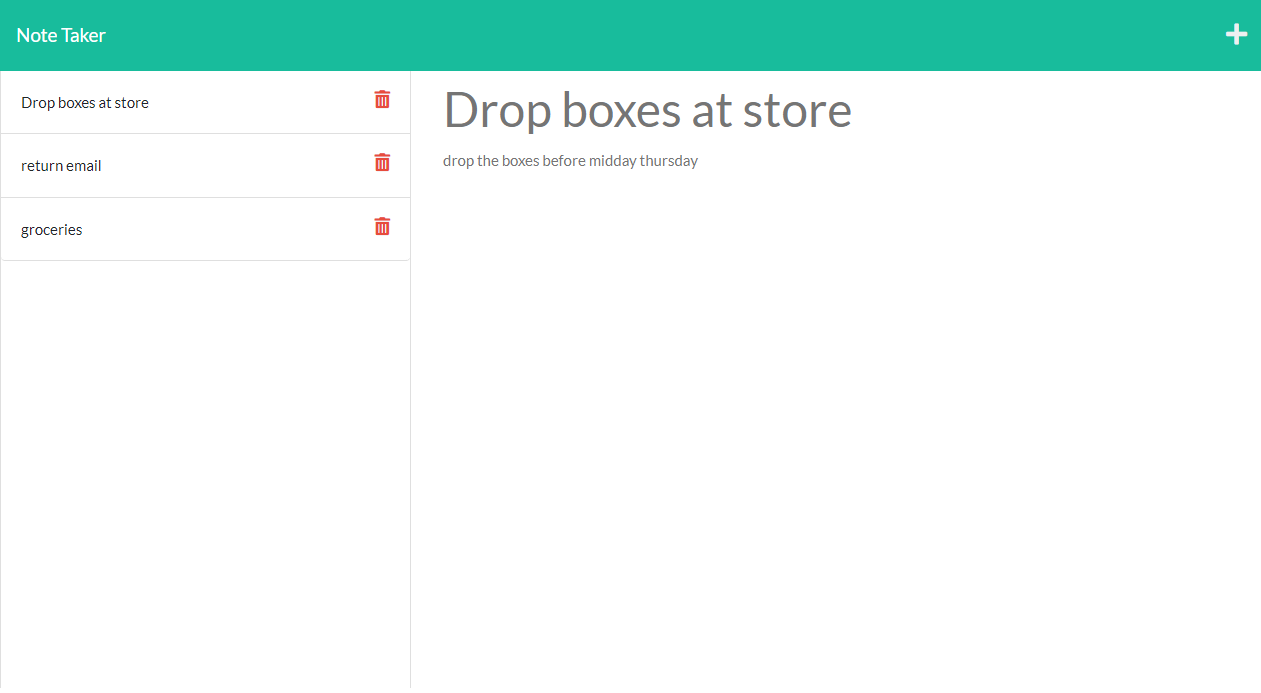 Note Taker
Drop boxes at store
return email
groceries
Drop boxes at store
drop the boxes before midday thursday